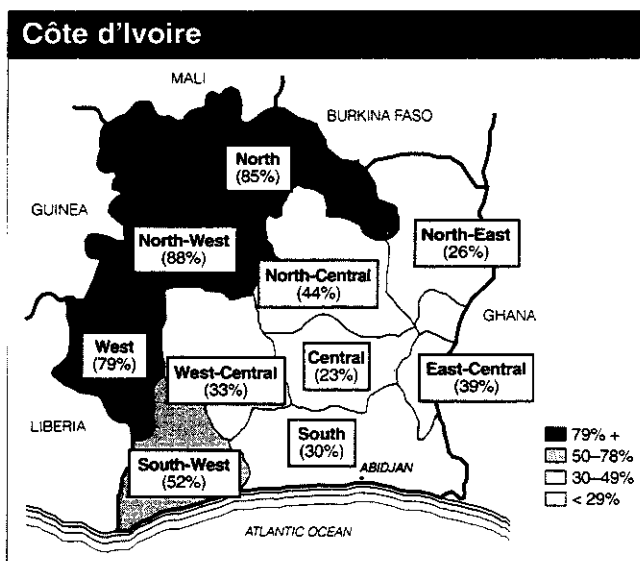 Côte d'Ivoire
MALI
BURKINA FASO
North
(85%)
GUINEA
North-West
(88%)
North-East
(26%)
North-Central
(44%)
GHANA
West
(79%)
West-Central
(33%)
Central
(23%)
East-Central
(39%)
LIBERIA
South
(30%)
ABIDJAN
South-West
(52%)
ATLANTIC OCEAN
79% +
50–78%
30–49%
< 29%